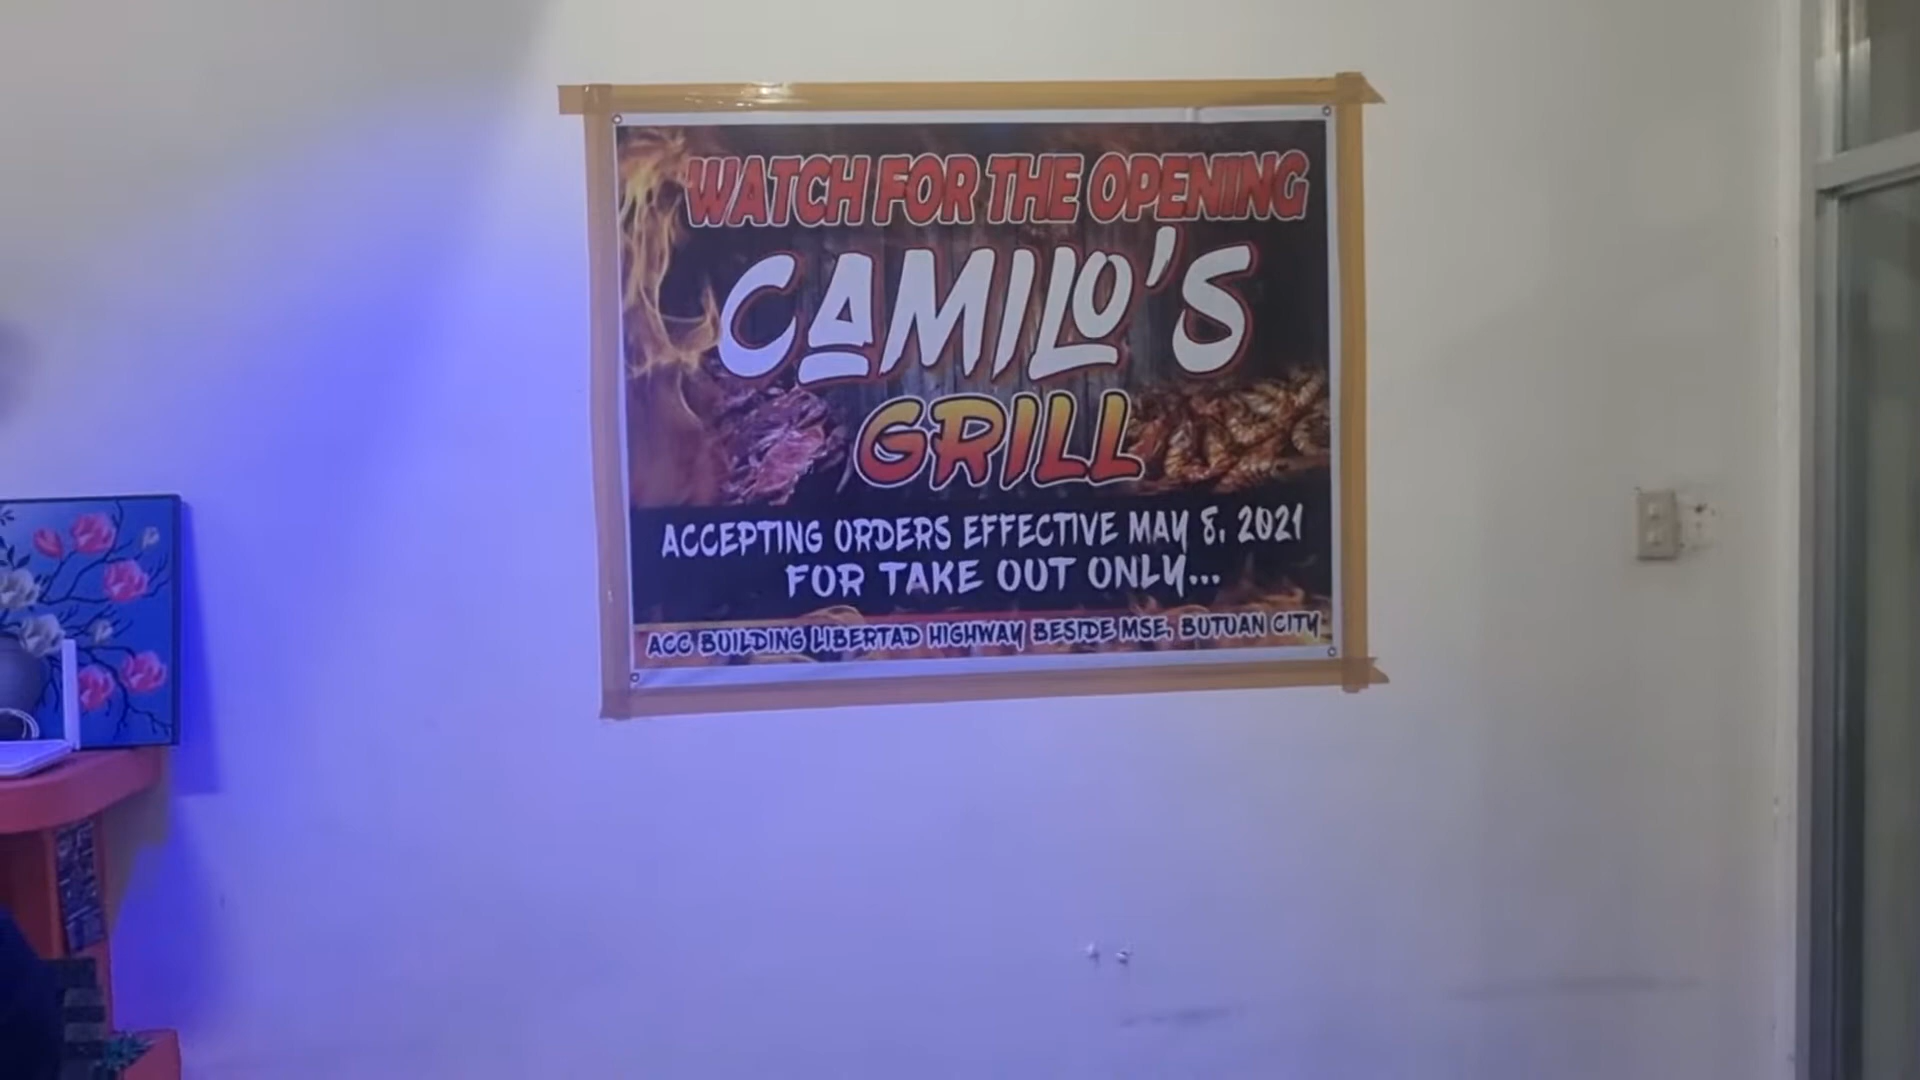 WATCH FOR THE OPENING
CAMILO'S
GRILL
ACCEPTING ORDERS EFFECTIVE MAY 8, 2021
FOR TAKE OUT ONLY...
ACC BUILDING LIBERTAD HIGHWAY BESIDE MSE, BUTUAN CITY